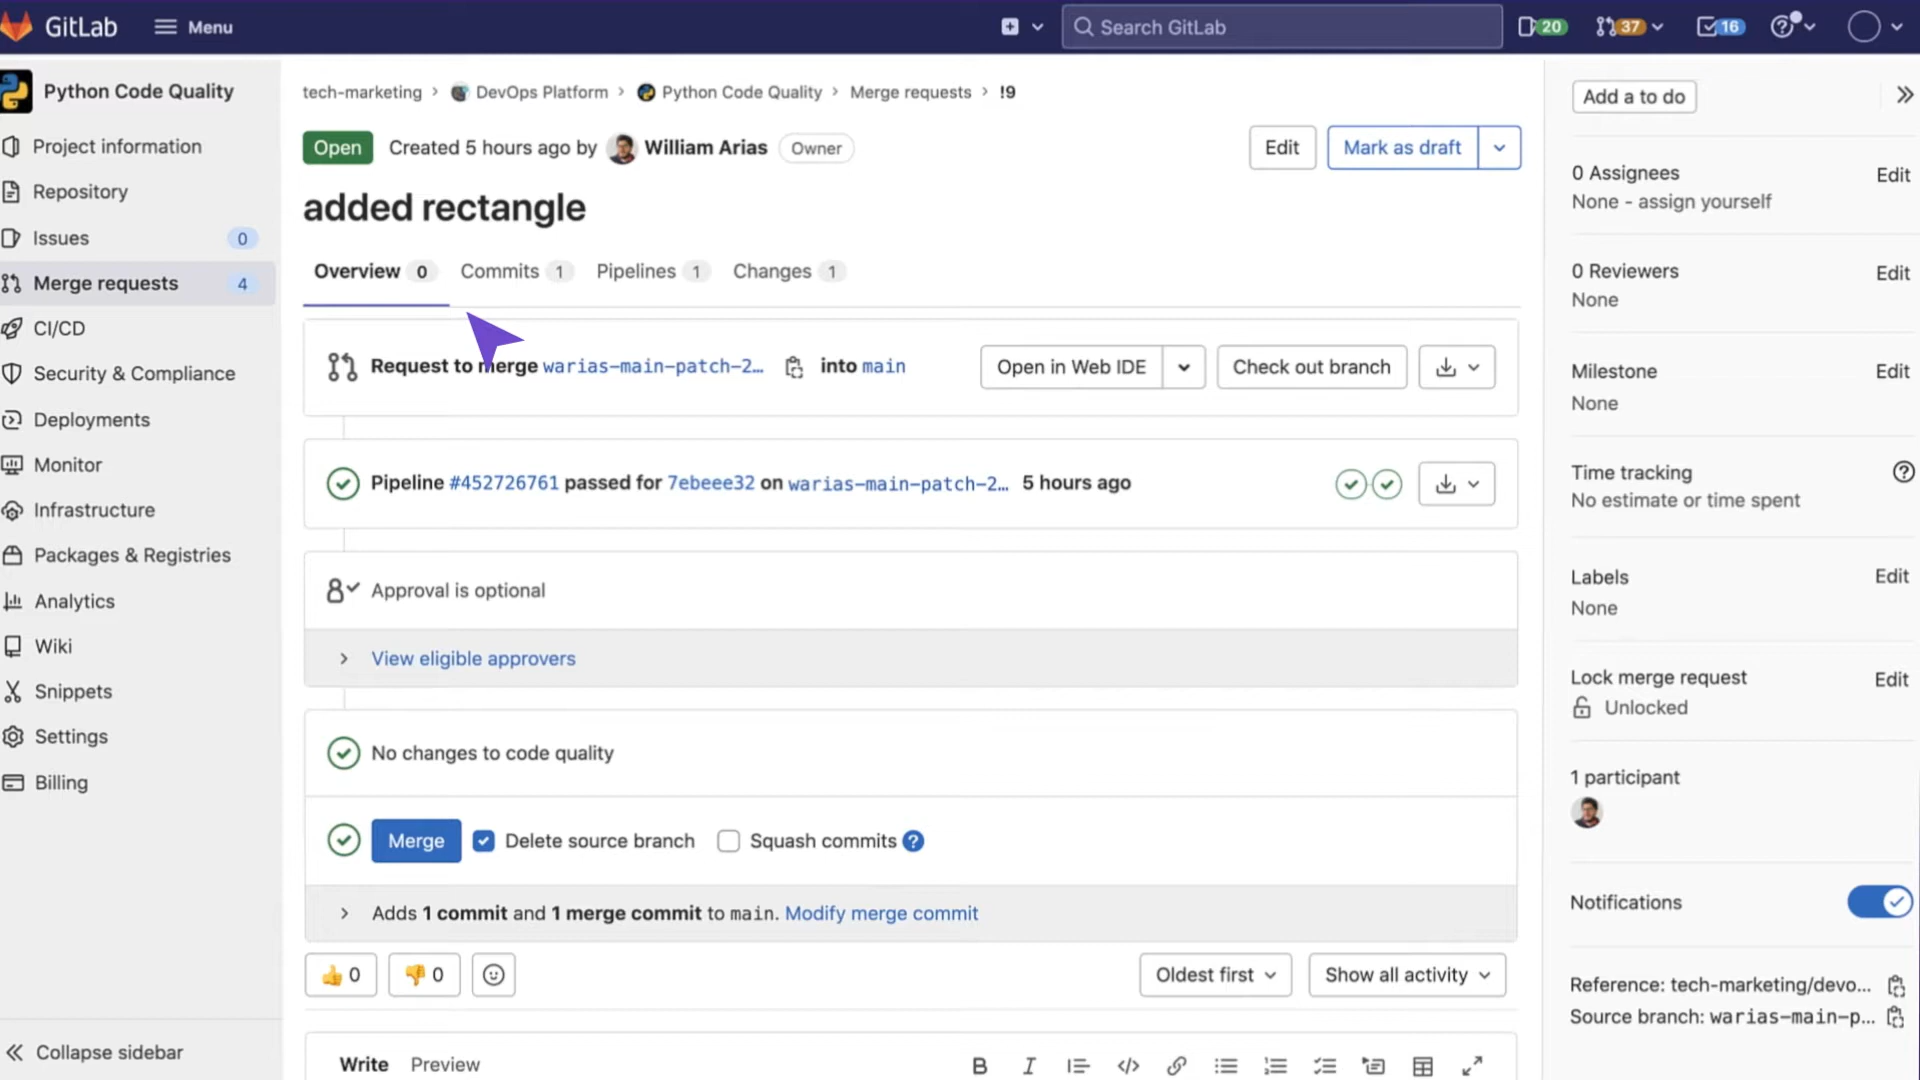 GitLab Menu Search GitLab 20 37 16
Python Code Quality
Project information
Repository
Issues 0
Merge requests 4
CI/CD
Security & Compliance
Deployments
Monitor
Infrastructure
Packages & Registries
Analytics
Wiki
Snippets
Settings
Billing
Collapse sidebar
tech-marketing › DevOps Platform › Python Code Quality › Merge requests › !9
Open Created 5 hours ago by William Arias Owner Edit Mark as draft
added rectangle
Overview 0 Commits 1 Pipelines 1 Changes 1
Request to merge warias-main-patch-2… into main Open in Web IDE Check out branch
Pipeline #452726761 passed for 7ebeee32 on warias-main-patch-2… 5 hours ago
Approval is optional
View eligible approvers
No changes to code quality
Merge Delete source branch Squash commits ?
Adds 1 commit and 1 merge commit to main. Modify merge commit
👍 0 👎 0 Oldest first Show all activity
Write Preview B I
Add a to do
0 Assignees Edit
None - assign yourself
0 Reviewers Edit
None
Milestone Edit
None
Time tracking ?
No estimate or time spent
Labels Edit
None
Lock merge request Edit
Unlocked
1 participant
Notifications
Reference: tech-marketing/devo...
Source branch: warias-main-p...